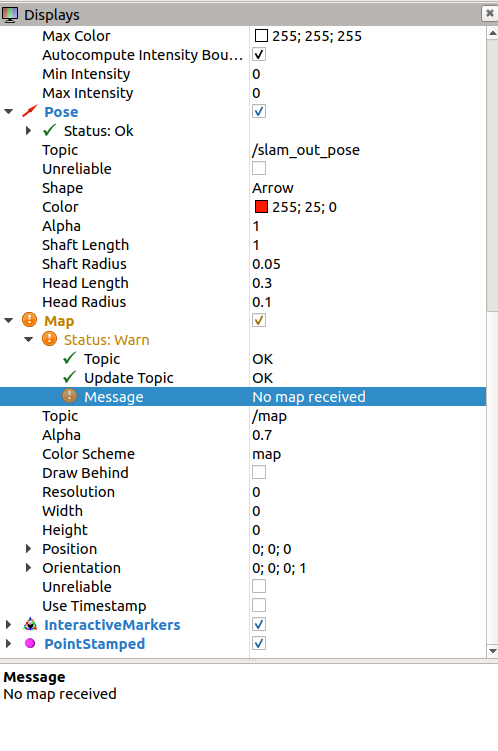 Displays
Max Color 255; 255; 255
Autocompute Intensity Bou...
Min Intensity 0
Max Intensity 0
Pose
Status: Ok
Topic /slam_out_pose
Unreliable
Shape Arrow
Color 255; 25; 0
Alpha 1
Shaft Length 1
Shaft Radius 0.05
Head Length 0.3
Head Radius 0.1
Map
Status: Warn
Topic OK
Update Topic OK
Message No map received
Topic /map
Alpha 0.7
Color Scheme map
Draw Behind
Resolution 0
Width 0
Height 0
Position 0; 0; 0
Orientation 0; 0; 0; 1
Unreliable
Use Timestamp
InteractiveMarkers
PointStamped
Message
No map received